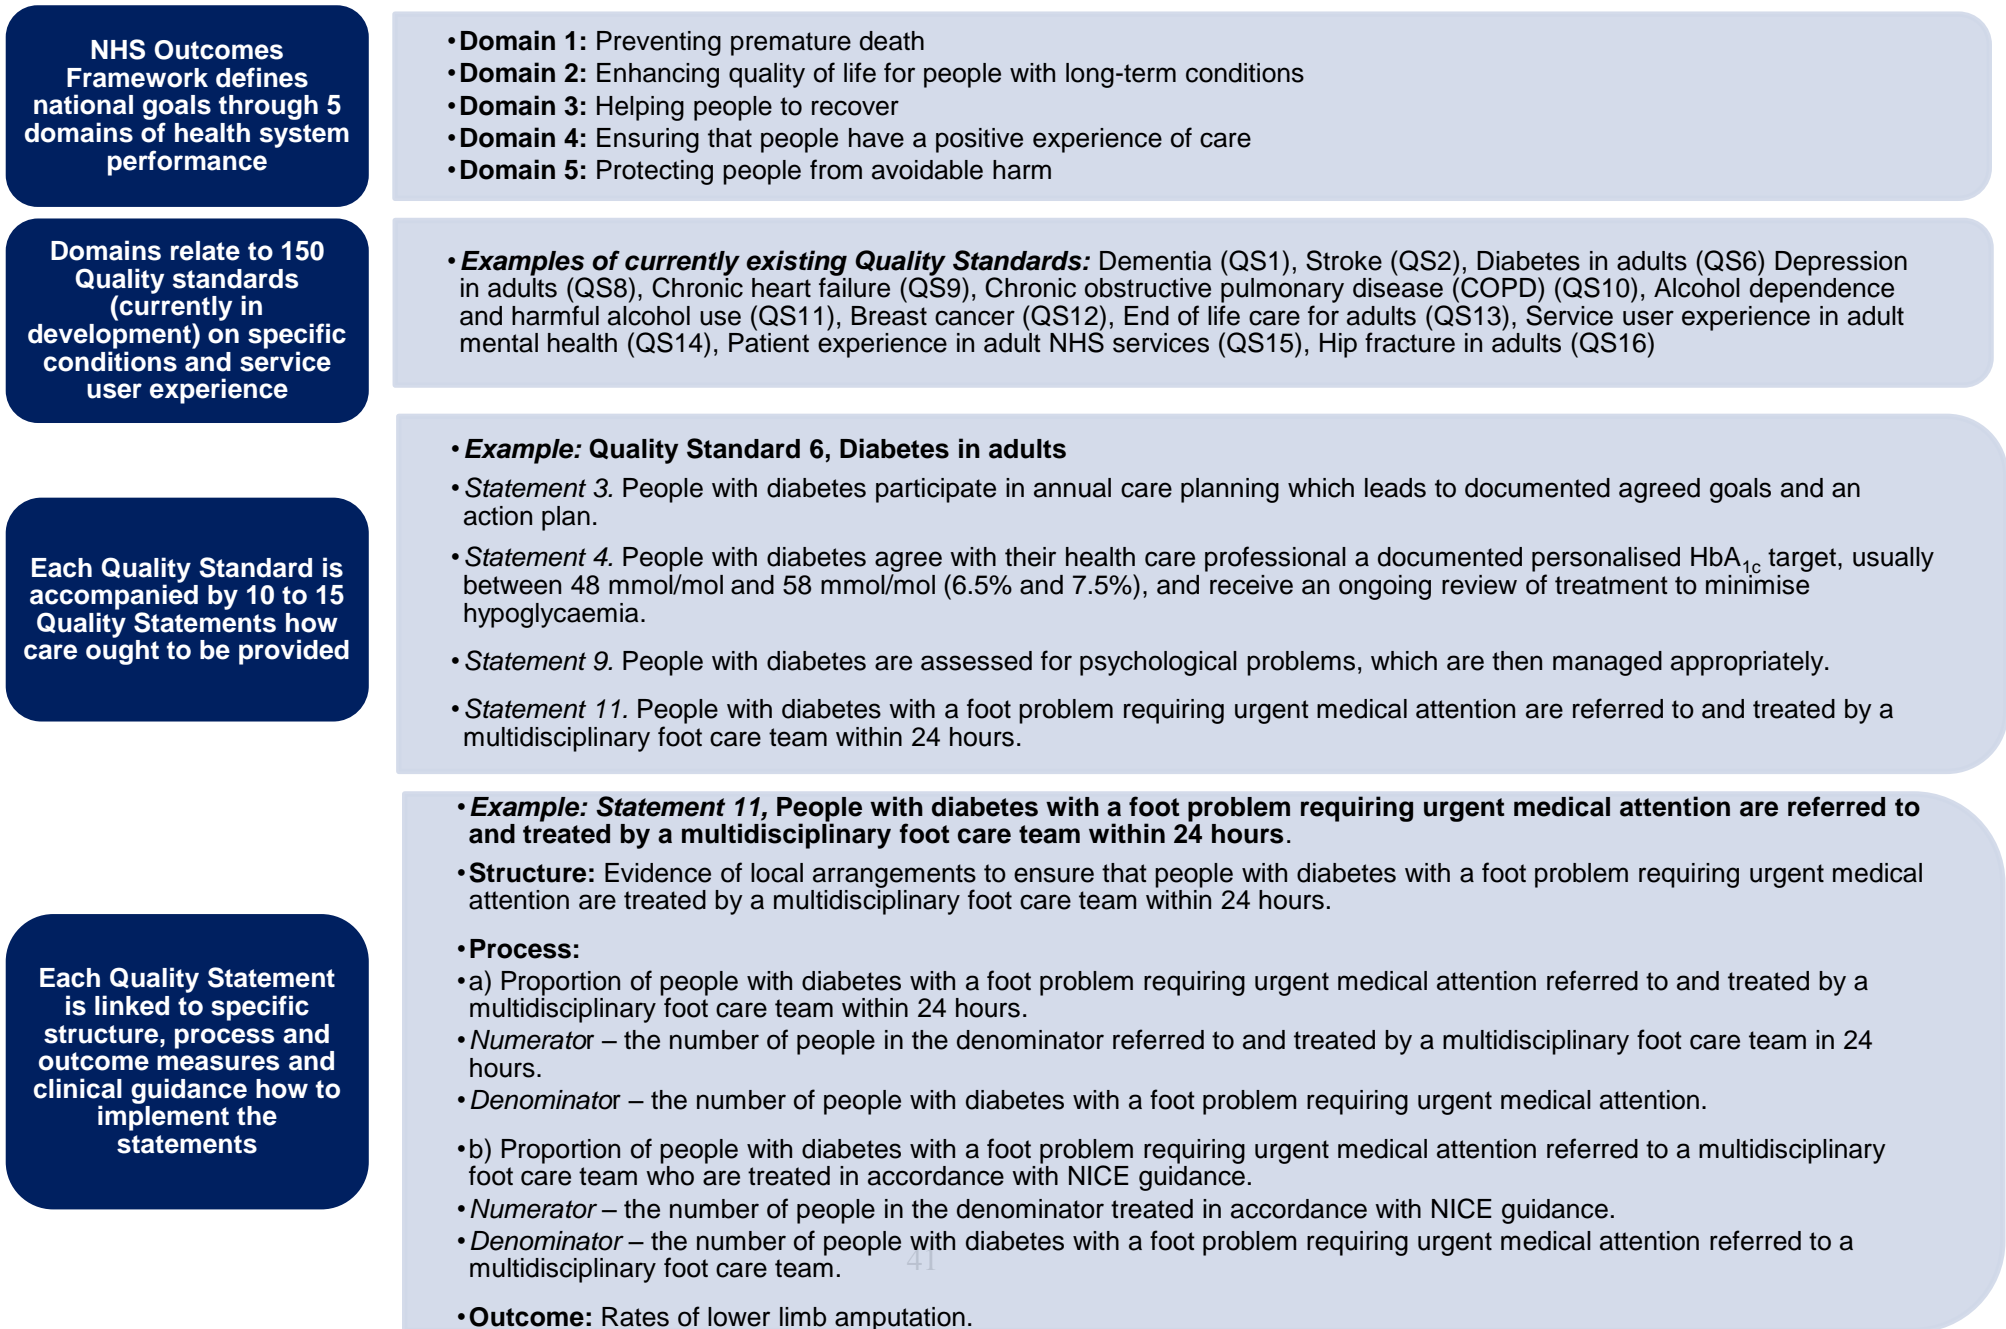 NHS Outcomes
Framework defines
national goals through 5
domains of health system
performance
•Domain 1: Preventing premature death
•Domain 2: Enhancing quality of life for people with long-term conditions
•Domain 3: Helping people to recover
•Domain 4: Ensuring that people have a positive experience of care
•Domain 5: Protecting people from avoidable harm
Domains relate to 150
Quality standards
(currently in
development) on specific
conditions and service
user experience
•Examples of currently existing Quality Standards: Dementia (QS1), Stroke (QS2), Diabetes in adults (QS6) Depression
in adults (QS8), Chronic heart failure (QS9), Chronic obstructive pulmonary disease (COPD) (QS10), Alcohol dependence
and harmful alcohol use (QS11), Breast cancer (QS12), End of life care for adults (QS13), Service user experience in adult
mental health (QS14), Patient experience in adult NHS services (QS15), Hip fracture in adults (QS16)
Each Quality Standard is
accompanied by 10 to 15
Quality Statements how
care ought to be provided
•Example: Quality Standard 6, Diabetes in adults
•Statement 3. People with diabetes participate in annual care planning which leads to documented agreed goals and an
action plan.
•Statement 4. People with diabetes agree with their health care professional a documented personalised HbA1c target, usually
between 48 mmol/mol and 58 mmol/mol (6.5% and 7.5%), and receive an ongoing review of treatment to minimise
hypoglycaemia.
•Statement 9. People with diabetes are assessed for psychological problems, which are then managed appropriately.
•Statement 11. People with diabetes with a foot problem requiring urgent medical attention are referred to and treated by a
multidisciplinary foot care team within 24 hours.
Each Quality Statement
is linked to specific
structure, process and
outcome measures and
clinical guidance how to
implement the
statements
•Example: Statement 11, People with diabetes with a foot problem requiring urgent medical attention are referred to
and treated by a multidisciplinary foot care team within 24 hours.
•Structure: Evidence of local arrangements to ensure that people with diabetes with a foot problem requiring urgent medical
attention are treated by a multidisciplinary foot care team within 24 hours.
•Process:
•a) Proportion of people with diabetes with a foot problem requiring urgent medical attention referred to and treated by a
multidisciplinary foot care team within 24 hours.
•Numerator – the number of people in the denominator referred to and treated by a multidisciplinary foot care team in 24
hours.
•Denominator – the number of people with diabetes with a foot problem requiring urgent medical attention.
•b) Proportion of people with diabetes with a foot problem requiring urgent medical attention referred to a multidisciplinary
foot care team who are treated in accordance with NICE guidance.
•Numerator – the number of people in the denominator treated in accordance with NICE guidance.
•Denominator – the number of people with diabetes with a foot problem requiring urgent medical attention referred to a
multidisciplinary foot care team.
41
•Outcome: Rates of lower limb amputation.